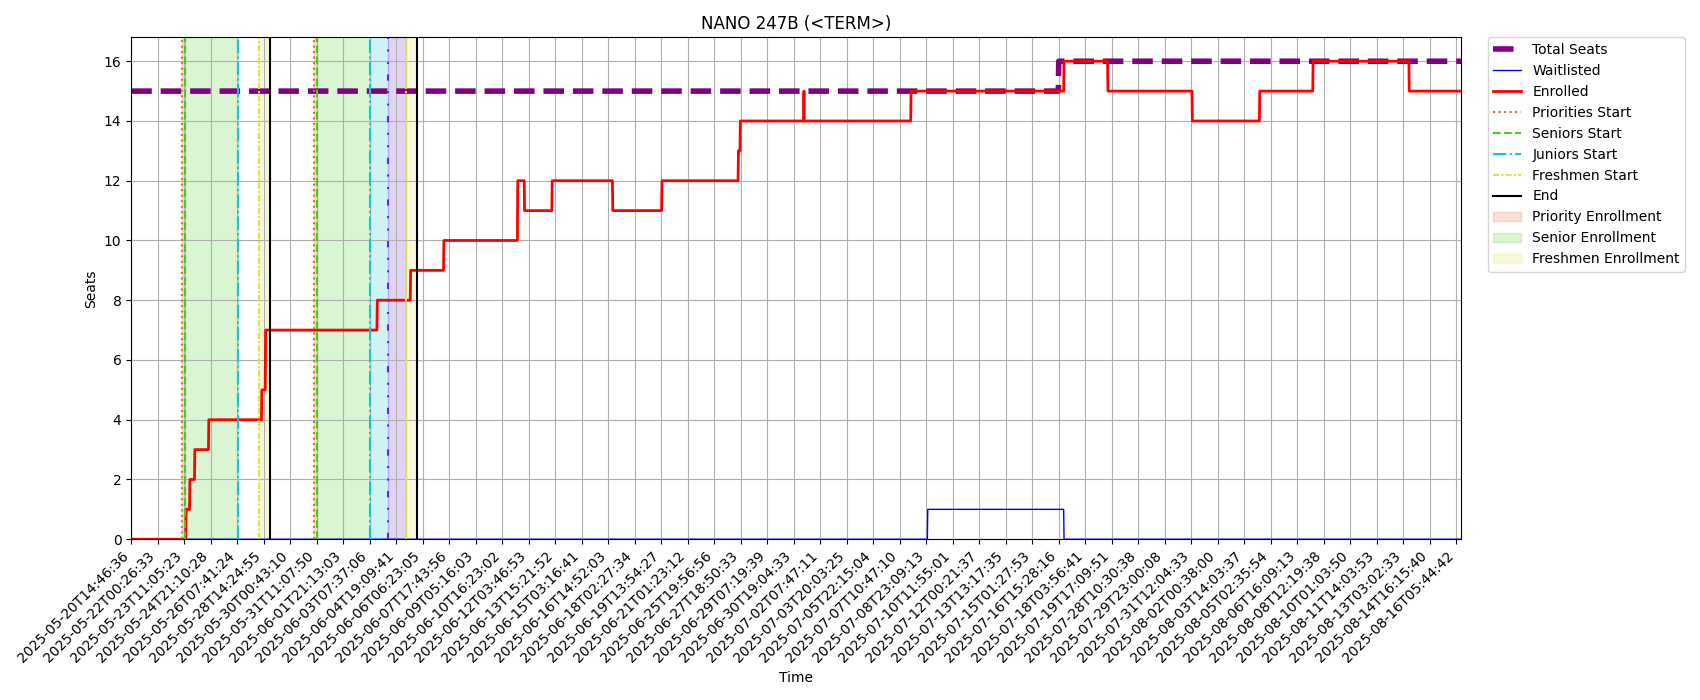 NANO 247B (<TERM>)
Total Seats
Waitlisted
Enrolled
Priorities Start
Seniors Start
Juniors Start
Freshmen Start
End
Priority Enrollment
Senior Enrollment
Freshmen Enrollment
Seats
16
14
12
10
8
6
4
2
0
2025-05-20T14:46:36
2025-05-22T00:26:33
2025-05-23T11:05:23
2025-05-24T21:10:28
2025-05-26T07:41:24
2025-05-28T14:24:55
2025-05-30T00:43:10
2025-05-31T11:07:50
2025-06-01T21:13:03
2025-06-03T07:37:06
2025-06-04T19:09:41
2025-06-06T06:23:05
2025-06-07T17:43:56
2025-06-09T05:16:03
2025-06-10T16:23:02
2025-06-12T03:46:53
2025-06-13T15:21:52
2025-06-15T03:16:41
2025-06-16T14:52:03
2025-06-18T02:27:34
2025-06-19T13:54:27
2025-06-21T01:23:12
2025-06-25T19:56:56
2025-06-27T18:50:33
2025-06-29T07:19:39
2025-06-30T19:04:33
2025-07-02T07:47:11
2025-07-03T20:03:25
2025-07-05T22:15:04
2025-07-07T10:47:10
2025-07-08T23:09:13
2025-07-10T11:55:01
2025-07-12T00:21:37
2025-07-13T13:17:35
2025-07-15T01:27:53
2025-07-16T15:28:16
2025-07-18T03:56:41
2025-07-19T17:09:51
2025-07-28T10:30:38
2025-07-29T23:00:08
2025-07-31T12:04:33
2025-08-02T00:38:00
2025-08-03T14:03:37
2025-08-05T02:35:54
2025-08-06T16:09:13
2025-08-08T12:19:38
2025-08-10T01:03:50
2025-08-11T14:03:53
2025-08-13T03:02:33
2025-08-14T16:15:40
2025-08-16T05:44:42
Time